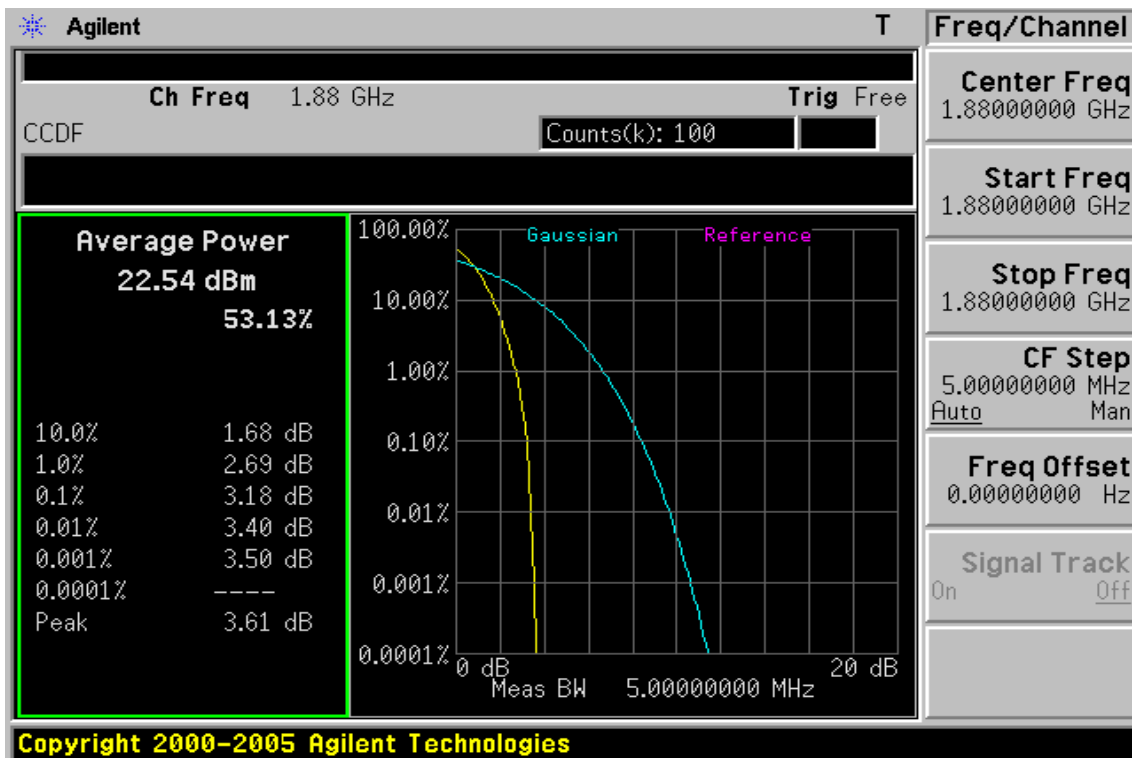 Agilent
T
Freq/Channel
Ch Freq 1.88 GHz
Trig Free
CCDF
Counts(k): 100
Center Freq
1.88000000 GHz
Start Freq
1.88000000 GHz
Stop Freq
1.88000000 GHz
CF Step
5.00000000 MHz
Auto Man
Freq Offset
0.00000000 Hz
Signal Track
On Off
Average Power
22.54 dBm
53.13%
10.0% 1.68 dB
1.0% 2.69 dB
0.1% 3.18 dB
0.01% 3.40 dB
0.001% 3.50 dB
0.0001% ----
Peak 3.61 dB
Gaussian
Reference
100.00%
10.00%
1.00%
0.10%
0.01%
0.001%
0.0001%
0 dB
20 dB
Meas BW 5.00000000 MHz
Copyright 2000-2005 Agilent Technologies